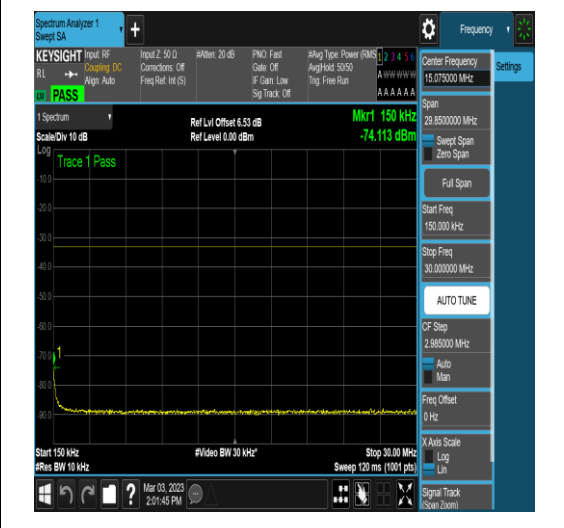 Spectrum Analyzer 1
Swept SA
+
Frequency
KEYSIGHT
RL
PASS
Input: RF
Coupling: DC
Align: Auto
Input Z: 50 Ω
Corrections: Off
Freq Ref: Int (S)
#Atten: 20 dB
PNO: Fast
Gate: Off
IF Gain: Low
Sig Track: Off
#Avg Type: Power (RMS
Avg|Hold: 50/50
Trig: Free Run
1 2 3 4 5 6
A W W W W W
A A A A A A
1 Spectrum
Scale/Div 10 dB
Ref Lvl Offset 6.53 dB
Ref Level 0.00 dBm
Mkr1 150 kHz
-74.113 dBm
Log
Trace 1 Pass
-10.0
-20.0
-30.0
-40.0
-50.0
-60.0
-70.0
-80.0
-90.0
1
Start 150 kHz
#Res BW 10 kHz
#Video BW 30 kHz*
Stop 30.00 MHz
Sweep 120 ms (1001 pts)
?
Mar 03, 2023
2:01:45 PM
Center Frequency
15.075000 MHz
Settings
Span
29.8500000 MHz
Swept Span
Zero Span
Full Span
Start Freq
150.000 kHz
Stop Freq
30.000000 MHz
AUTO TUNE
CF Step
2.985000 MHz
Auto
Man
Freq Offset
0 Hz
X Axis Scale
Log
Lin
Signal Track
(Span Zoom)